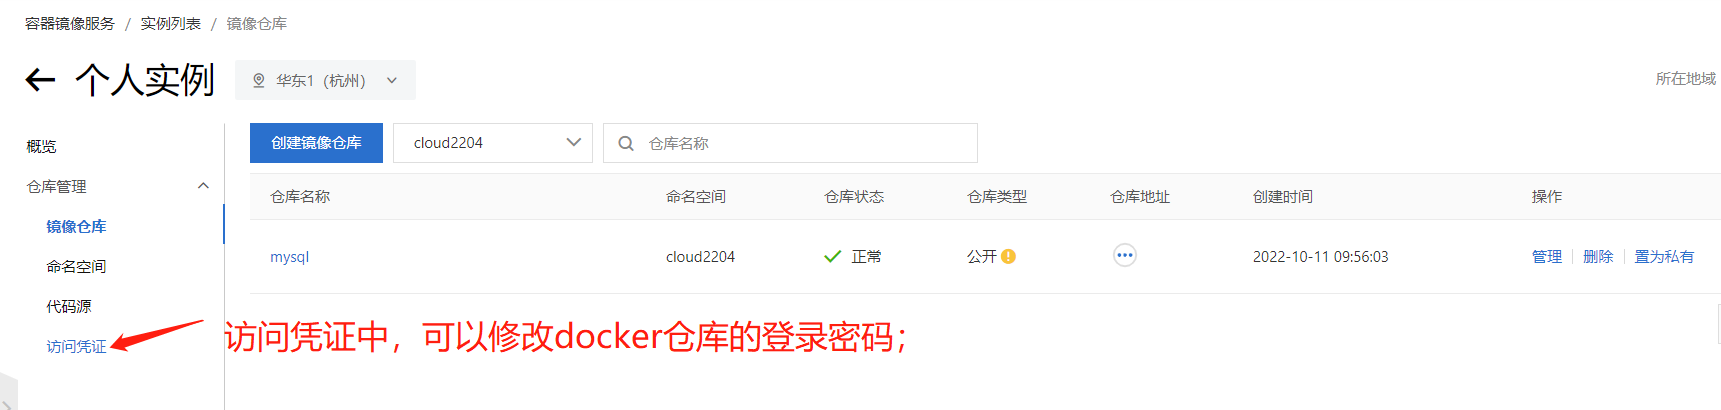 容器镜像服务 / 实例列表 / 镜像仓库
个人实例 华东1（杭州） 所在地域
概览
仓库管理
镜像仓库
命名空间
代码源
访问凭证
创建镜像仓库 cloud2204 仓库名称
仓库名称 命名空间 仓库状态 仓库类型 仓库地址 创建时间 操作
mysql cloud2204 正常 公开 2022-10-11 09:56:03 管理 删除 置为私有
访问凭证中，可以修改docker仓库的登录密码；